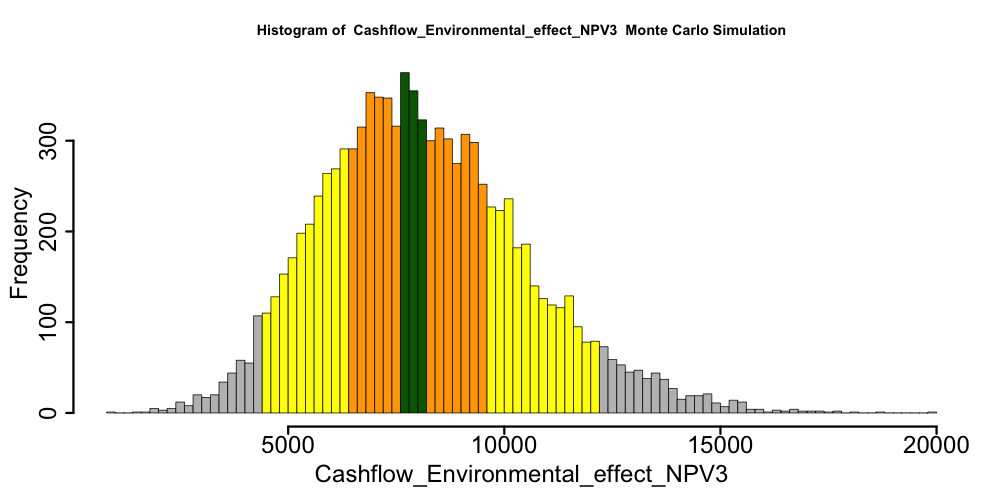 Histogram of  Cashflow_Environmental_effect_NPV3  Monte Carlo Simulation
Frequency
300
200
100
0
5000 10000 15000 20000
Cashflow_Environmental_effect_NPV3